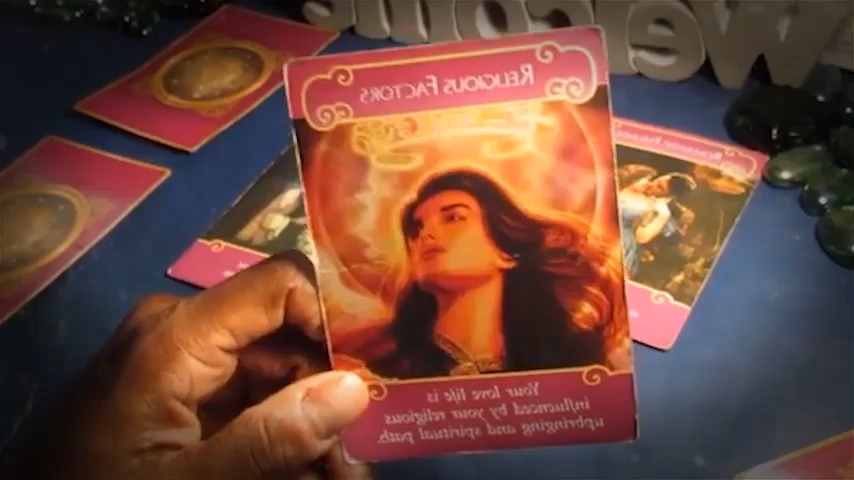 Welcome
RELIGIOUS FACTORS
Your love life is
influenced by your religious
upbringing and spiritual path.